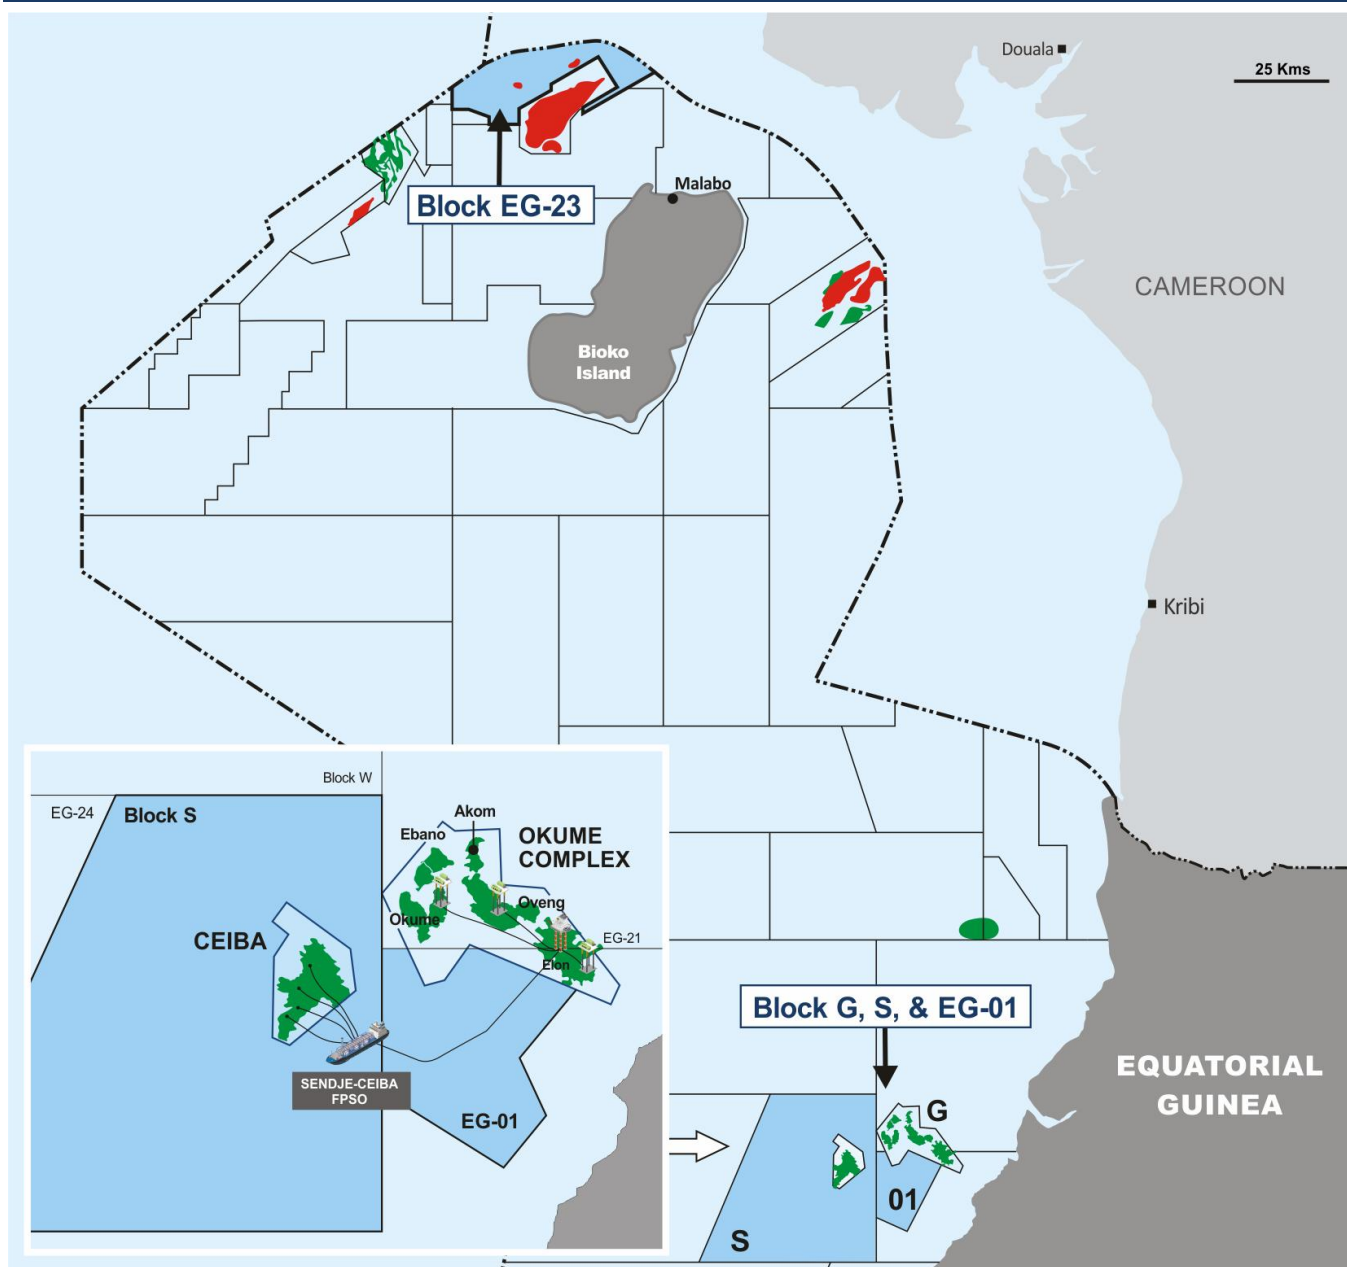 Douala
25 Kms
Malabo
Block EG-23
CAMEROON
Bioko
Island
Kribi
Block W
EG-24
Block S
Akom
Ebano
OKUME
COMPLEX
Oveng
Okume
CEIBA
EG-21
Elon
SENDJE-CEIBA
FPSO
EG-01
Block G, S, & EG-01
EQUATORIAL
GUINEA
G
01
S